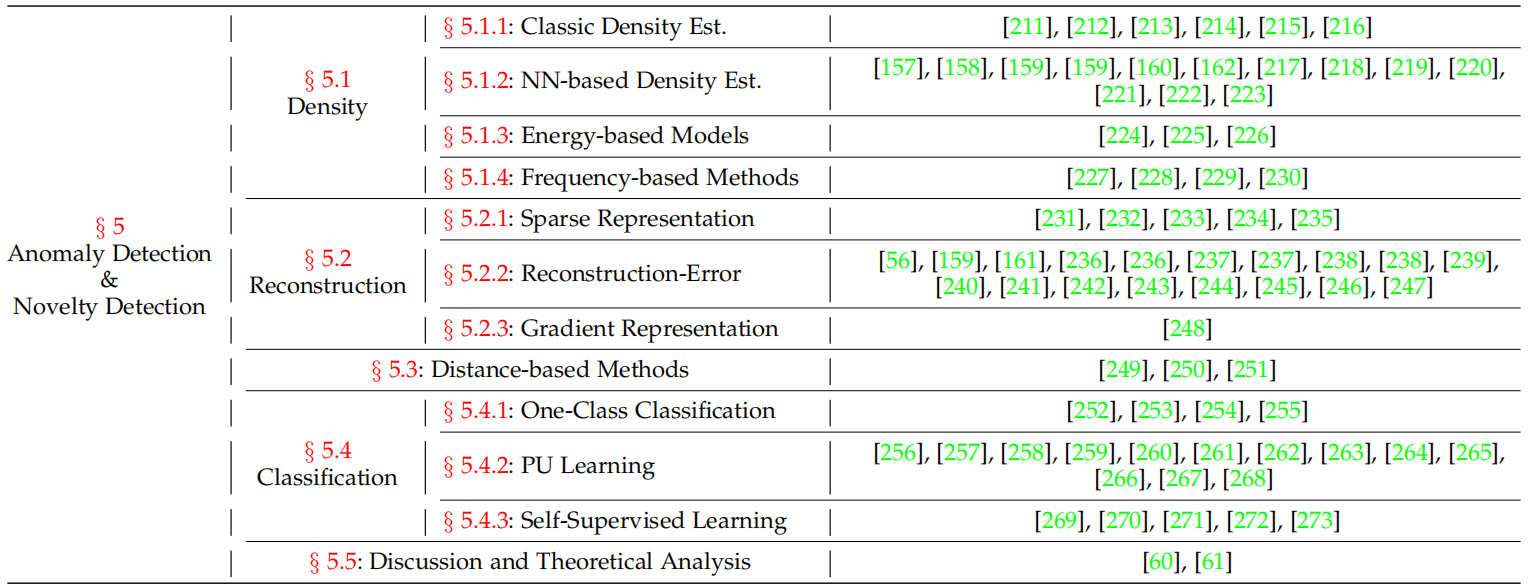 § 5
Anomaly Detection
&
Novelty Detection
§ 5.1
Density
§ 5.1.1: Classic Density Est.
[211], [212], [213], [214], [215], [216]
§ 5.1.2: NN-based Density Est.
[157], [158], [159], [159], [160], [162], [217], [218], [219], [220],
[221], [222], [223]
§ 5.1.3: Energy-based Models
[224], [225], [226]
§ 5.1.4: Frequency-based Methods
[227], [228], [229], [230]
§ 5.2
Reconstruction
§ 5.2.1: Sparse Representation
[231], [232], [233], [234], [235]
§ 5.2.2: Reconstruction-Error
[56], [159], [161], [236], [236], [237], [237], [238], [238], [239],
[240], [241], [242], [243], [244], [245], [246], [247]
§ 5.2.3: Gradient Representation
[248]
§ 5.3: Distance-based Methods
[249], [250], [251]
§ 5.4
Classification
§ 5.4.1: One-Class Classification
[252], [253], [254], [255]
§ 5.4.2: PU Learning
[256], [257], [258], [259], [260], [261], [262], [263], [264], [265],
[266], [267], [268]
§ 5.4.3: Self-Supervised Learning
[269], [270], [271], [272], [273]
§ 5.5: Discussion and Theoretical Analysis
[60], [61]